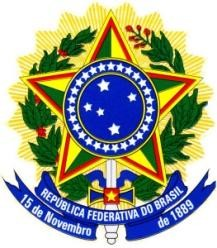 REPÚBLICA FEDERATIVA DO BRASIL
15 de Novembro de 1889